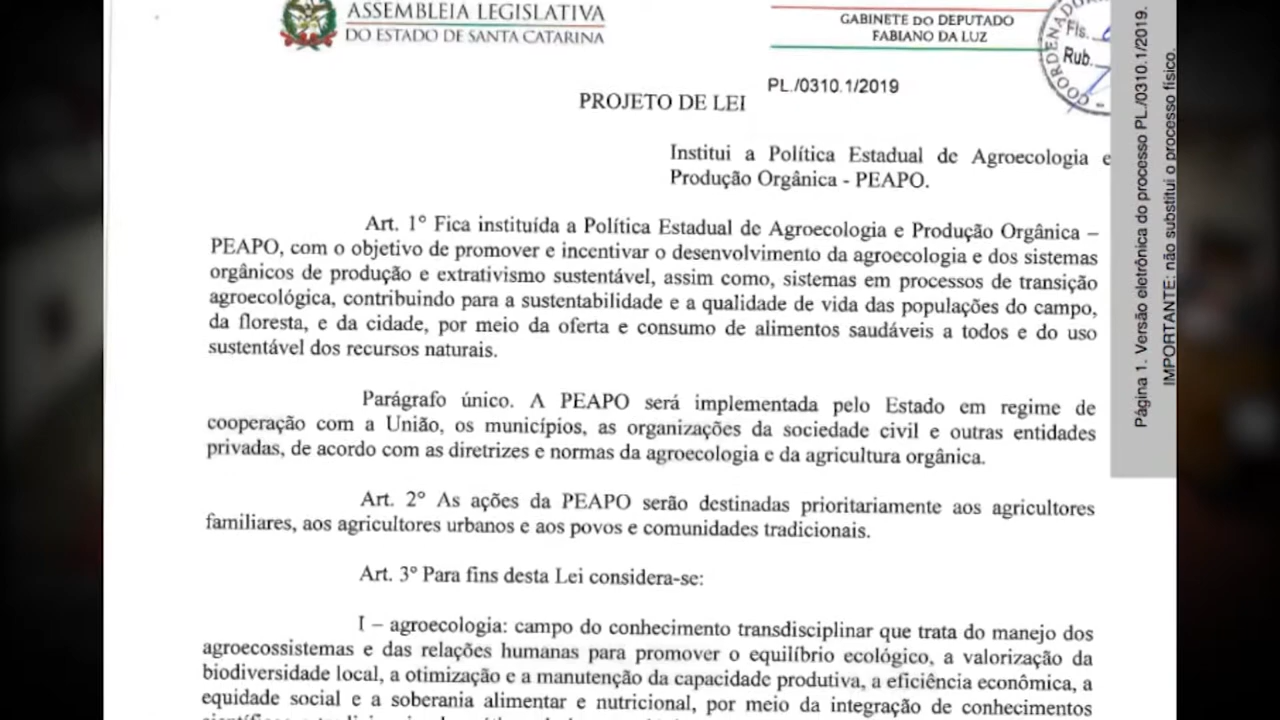 ASSEMBLEIA LEGISLATIVA
DO ESTADO DE SANTA CATARINA
GABINETE DO DEPUTADO
FABIANO DA LUZ
COORDENADOR
Fls.
Rub.
PL./0310.1/2019
PROJETO DE LEI
Institui a Política Estadual de Agroecologia e
Produção Orgânica - PEAPO.
Art. 1º Fica instituída a Política Estadual de Agroecologia e Produção Orgânica –
PEAPO, com o objetivo de promover e incentivar o desenvolvimento da agroecologia e dos sistemas
orgânicos de produção e extrativismo sustentável, assim como, sistemas em processos de transição
agroecológica, contribuindo para a sustentabilidade e a qualidade de vida das populações do campo,
da floresta, e da cidade, por meio da oferta e consumo de alimentos saudáveis a todos e do uso
sustentável dos recursos naturais.
Parágrafo único. A PEAPO será implementada pelo Estado em regime de
cooperação com a União, os municípios, as organizações da sociedade civil e outras entidades
privadas, de acordo com as diretrizes e normas da agroecologia e da agricultura orgânica.
Art. 2º As ações da PEAPO serão destinadas prioritariamente aos agricultores
familiares, aos agricultores urbanos e aos povos e comunidades tradicionais.
Art. 3º Para fins desta Lei considera-se:
I – agroecologia: campo do conhecimento transdisciplinar que trata do manejo dos
agroecossistemas e das relações humanas para promover o equilíbrio ecológico, a valorização da
biodiversidade local, a otimização e a manutenção da capacidade produtiva, a eficiência econômica, a
equidade social e a soberania alimentar e nutricional, por meio da integração de conhecimentos
Página 1. Versão eletrônica do processo PL./0310.1/2019.
IMPORTANTE: não substitui o processo físico.